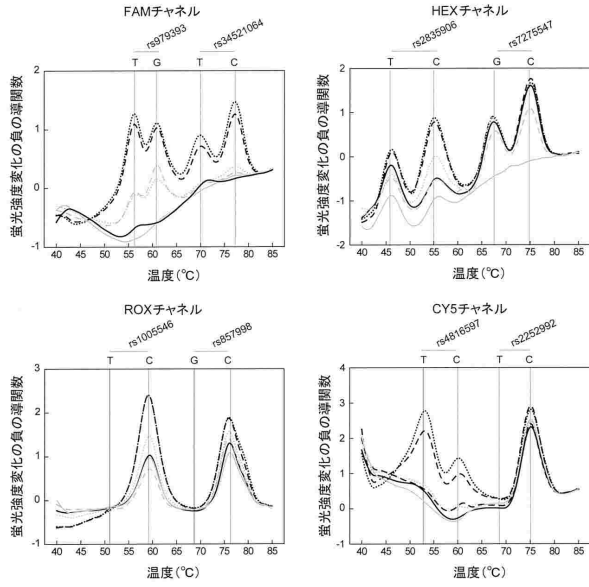 FAMチャネル
rs979393
rs34521064
T G T C
蛍光強度変化の負の導関数
2
1
0
-1
40 45 50 55 60 65 70 75 80 85
温度(℃)
HEXチャネル
rs2835906
rs7275547
T C G C
蛍光強度変化の負の導関数
2
1
0
-1
-2
40 45 50 55 60 65 70 75 80 85
温度(℃)
ROXチャネル
rs1005546
rs857998
T C G C
蛍光強度変化の負の導関数
3
2
1
0
-1
40 45 50 55 60 65 70 75 80 85
温度(℃)
CY5チャネル
rs4816597
rs2252992
T C T C
蛍光強度変化の負の導関数
4
3
2
1
0
-1
40 45 50 55 60 65 70 75 80 85
温度(℃)